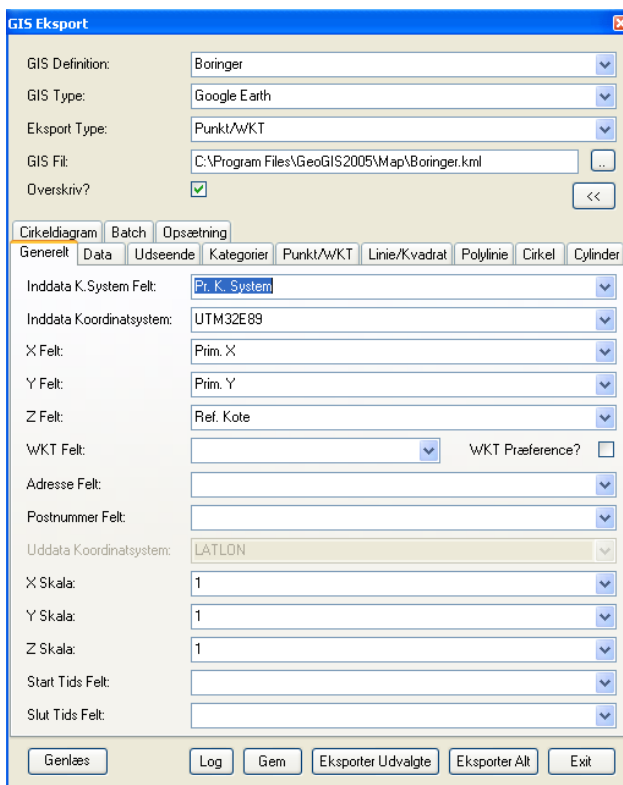 GIS Eksport
GIS Definition: Boringer
GIS Type: Google Earth
Eksport Type: Punkt/WKT
GIS Fil: C:\Program Files\GeoGIS2005\Map\Boringer.kml ..
Overskriv? <<
Cirkeldiagram Batch Opsætning
Generelt Data Udseende Kategorier Punkt/WKT Linie/Kvadrat Polylinie Cirkel Cylinder
Inddata K.System Felt: Pr. K. System
Inddata Koordinatsystem: UTM32E89
X Felt: Prim. X
Y Felt: Prim. Y
Z Felt: Ref. Kote
WKT Felt: WKT Præference?
Adresse Felt:
Postnummer Felt:
Uddata Koordinatsystem: LATLON
X Skala: 1
Y Skala: 1
Z Skala: 1
Start Tids Felt:
Slut Tids Felt:
Genlæs Log Gem Eksporter Udvalgte Eksporter Alt Exit